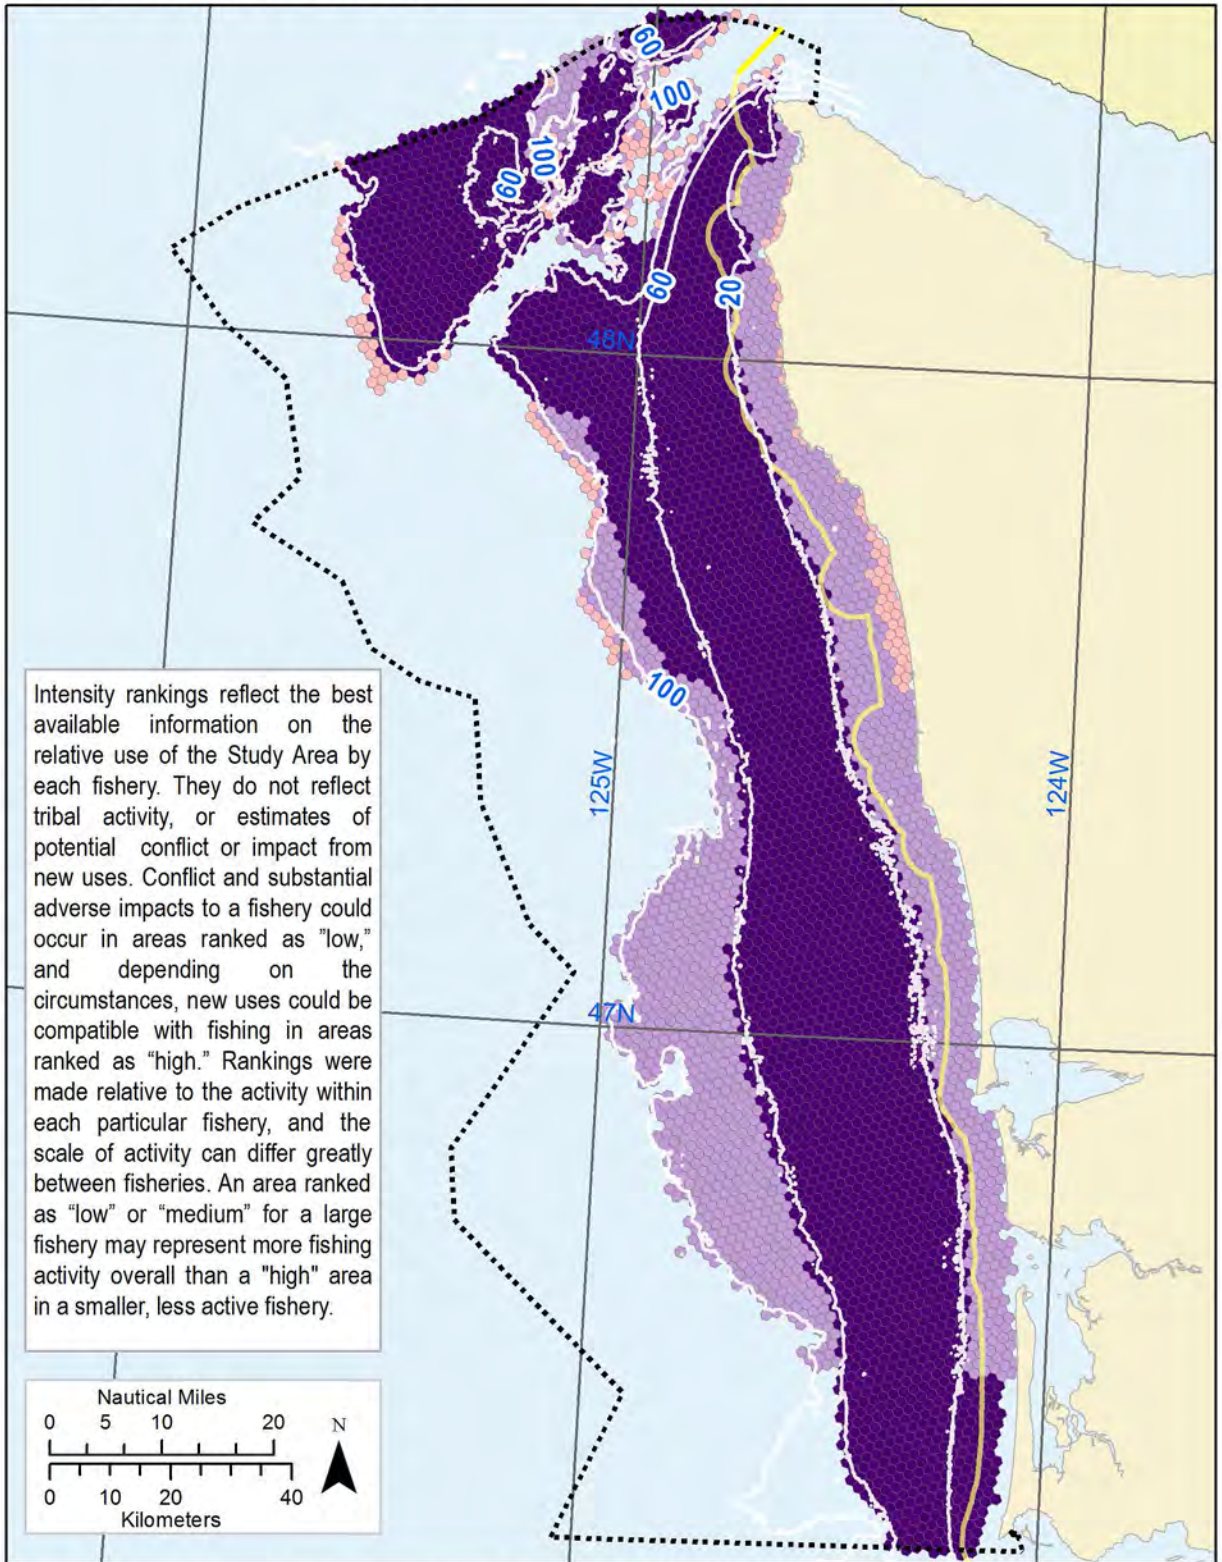 60
100
100
60
60
20
48N
100
125W
124W
47N
Intensity rankings reflect the best
available information on the
relative use of the Study Area by
each fishery. They do not reflect
tribal activity, or estimates of
potential conflict or impact from
new uses. Conflict and substantial
adverse impacts to a fishery could
occur in areas ranked as "low,"
and depending on the
circumstances, new uses could be
compatible with fishing in areas
ranked as “high.” Rankings were
made relative to the activity within
each particular fishery, and the
scale of activity can differ greatly
between fisheries. An area ranked
as “low” or “medium” for a large
fishery may represent more fishing
activity overall than a "high" area
in a smaller, less active fishery.
Nautical Miles
0 5 10 20
N
0 10 20 40
Kilometers